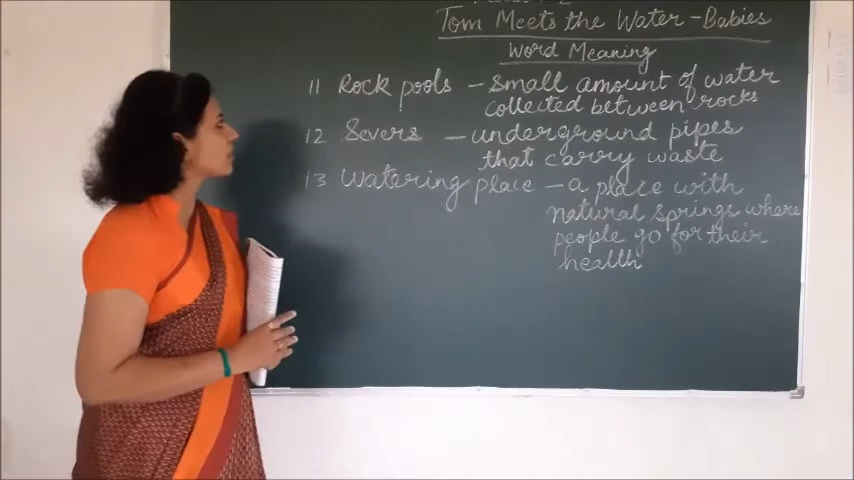 Tom Meets the Water-Babies
Word Meaning
11 Rock pools - small amount of water
collected between rocks
12 Severs - underground pipes
that carry waste
13 Watering place - a place with
natural springs where
people go for their
health